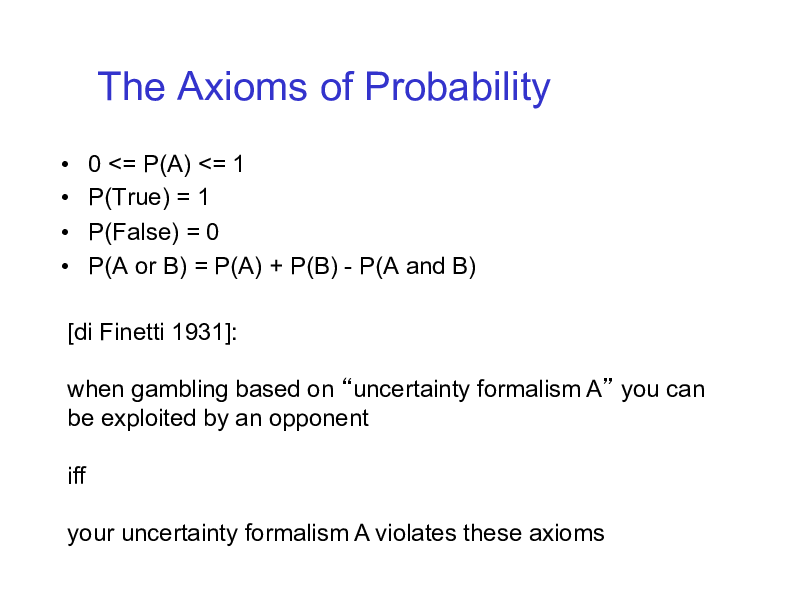 The Axioms of Probability
• 0 <= P(A) <= 1
• P(True) = 1
• P(False) = 0
• P(A or B) = P(A) + P(B) - P(A and B)
[di Finetti 1931]:
when gambling based on “uncertainty formalism A” you can
be exploited by an opponent
iff
your uncertainty formalism A violates these axioms